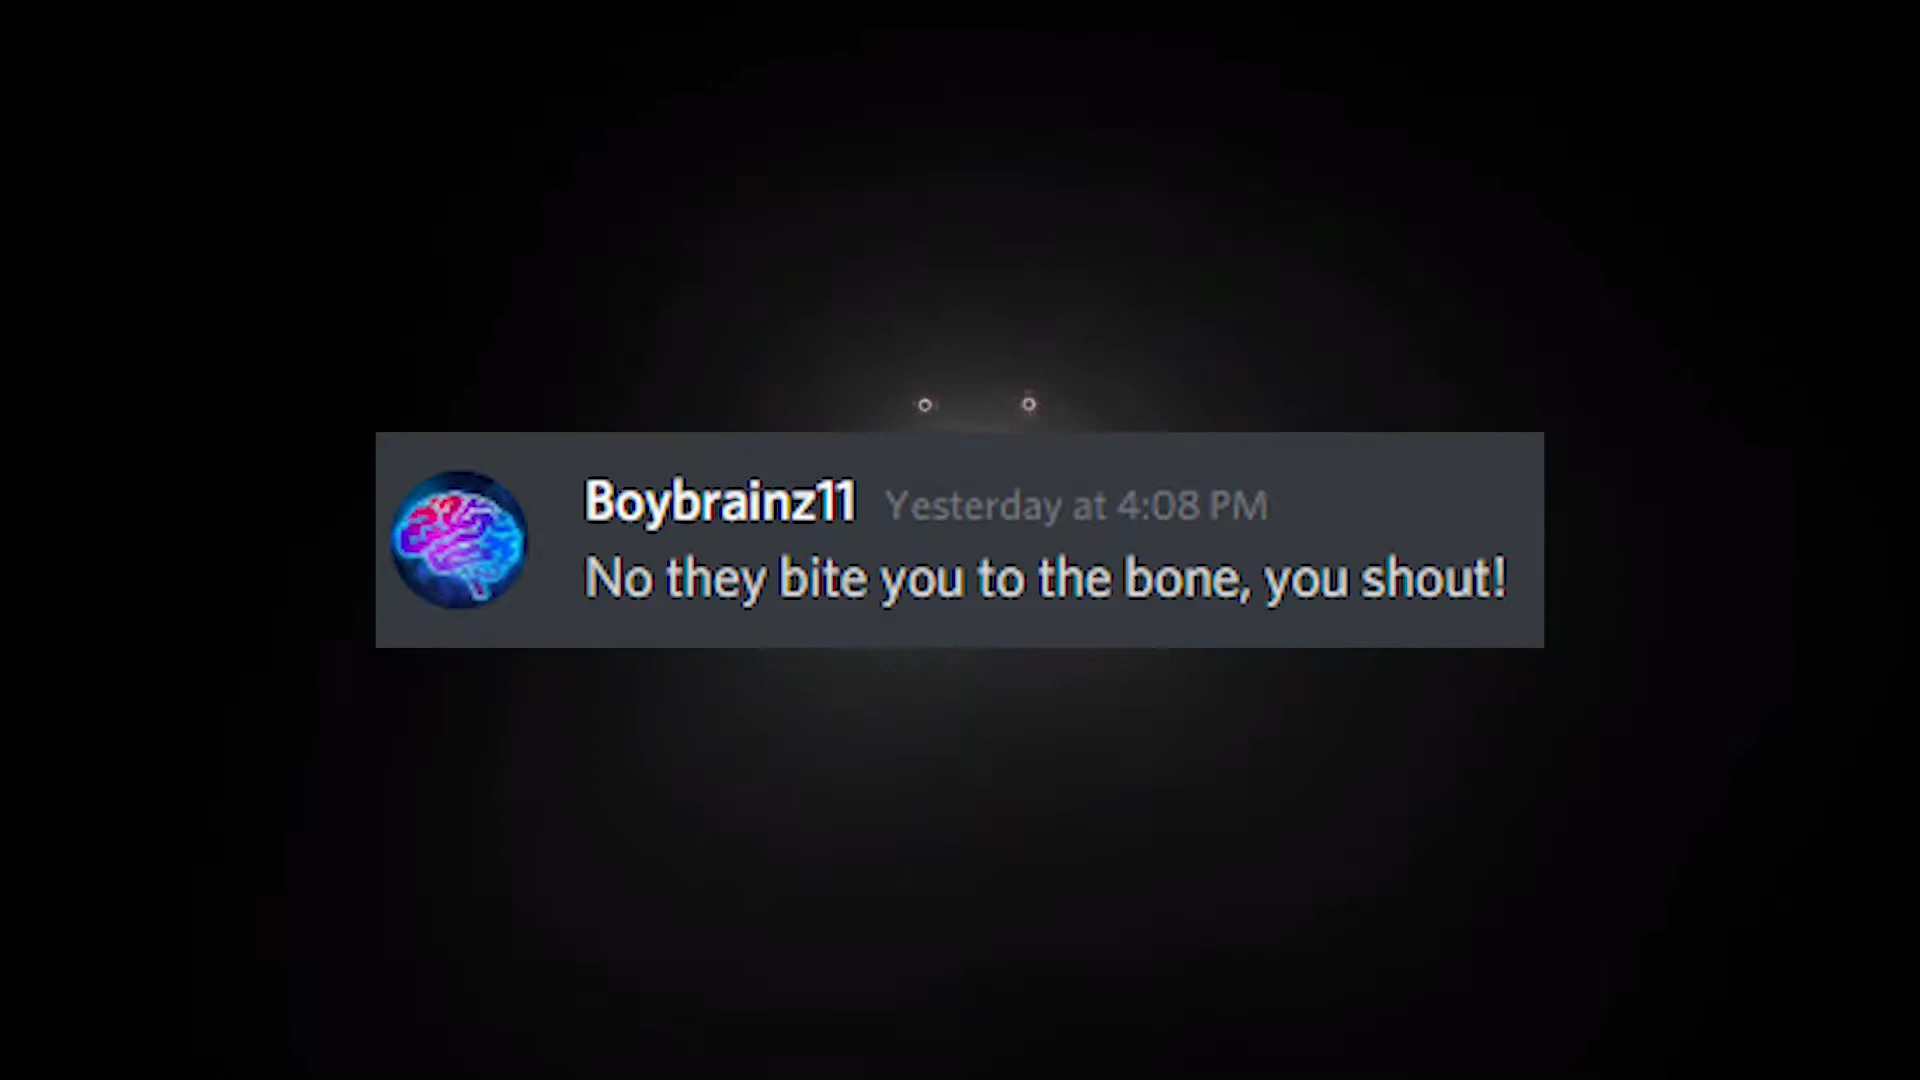 Boybrainz11 Yesterday at 4:08 PM
No they bite you to the bone, you shout!